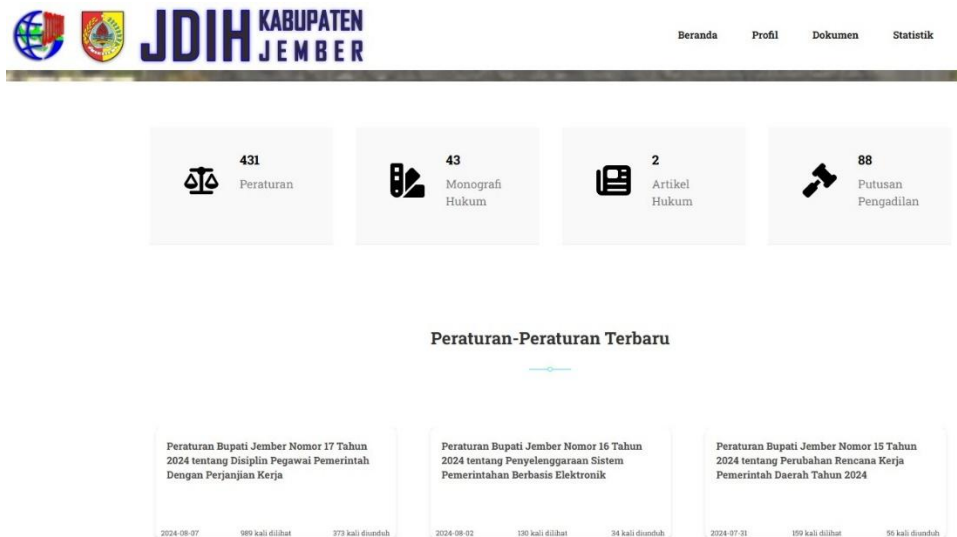 JDIH KABUPATEN JEMBER
Beranda Profil Dokumen Statistik
431
Peraturan
43
Monografi
Hukum
2
Artikel
Hukum
88
Putusan
Pengadilan
Peraturan-Peraturan Terbaru
Peraturan Bupati Jember Nomor 17 Tahun
2024 tentang Disiplin Pegawai Pemerintah
Dengan Perjanjian Kerja
2024-08-07 989 kali dilihat 373 kali diunduh
Peraturan Bupati Jember Nomor 16 Tahun
2024 tentang Penyelenggaraan Sistem
Pemerintahan Berbasis Elektronik
2024-08-02 130 kali dilihat 34 kali diunduh
Peraturan Bupati Jember Nomor 15 Tahun
2024 tentang Perubahan Rencana Kerja
Pemerintah Daerah Tahun 2024
2024-07-31 159 kali dilihat 56 kali diunduh